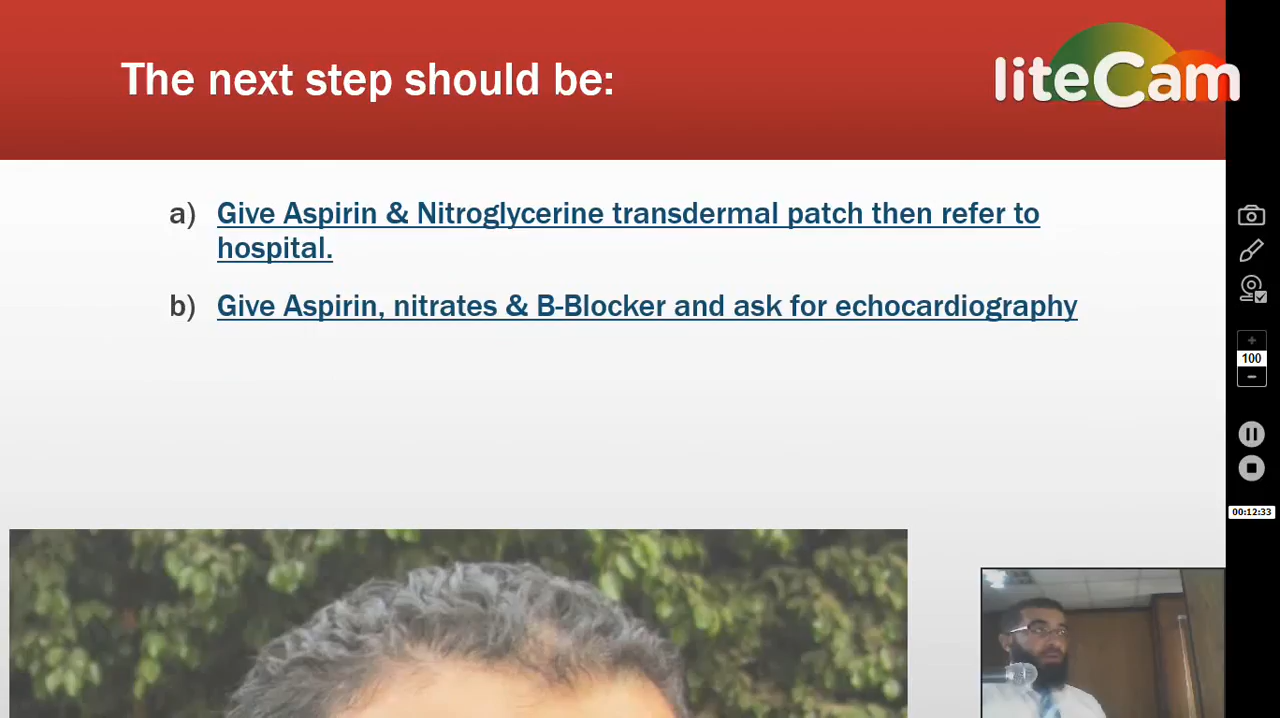 The next step should be:
liteCam
a) Give Aspirin & Nitroglycerine transdermal patch then refer to
hospital.
b) Give Aspirin, nitrates & B-Blocker and ask for echocardiography
100
00:12:33